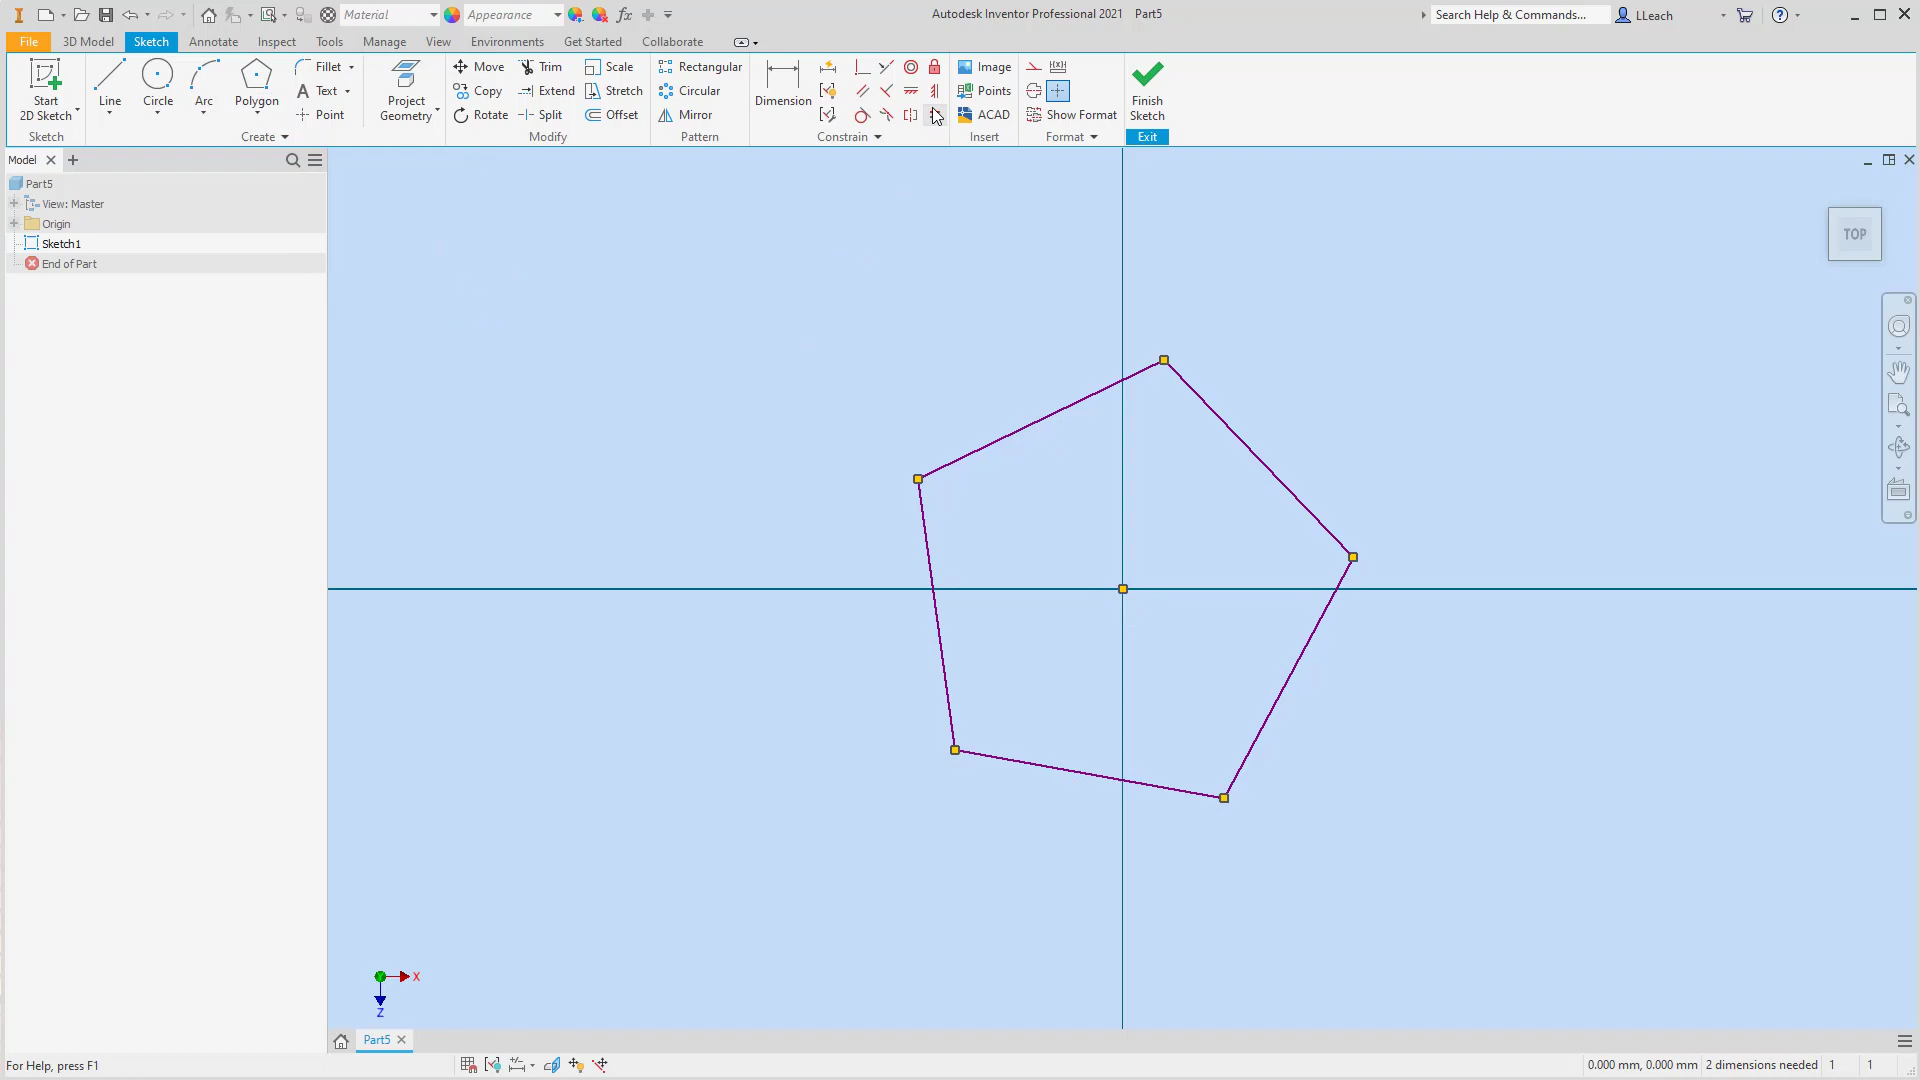 Material Appearance fx Autodesk Inventor Professional 2021 Part5 Search Help & Commands... LLeach
File 3D Model Sketch Annotate Inspect Tools Manage View Environments Get Started Collaborate
Start 2D Sketch
Line
Circle
Arc
Polygon
Fillet
Text
Point
Project Geometry
Move Trim Scale
Copy Extend Stretch
Rotate Split Offset
Rectangular
Circular
Mirror
Dimension
Image
Points
ACAD
Show Format
Finish Sketch
Sketch Create Modify Pattern Constrain Insert Format Exit
Model
Part5
View: Master
Origin
Sketch1
End of Part
TOP
X
Z
Part5
For Help, press F1 0.000 mm, 0.000 mm 2 dimensions needed 1 1